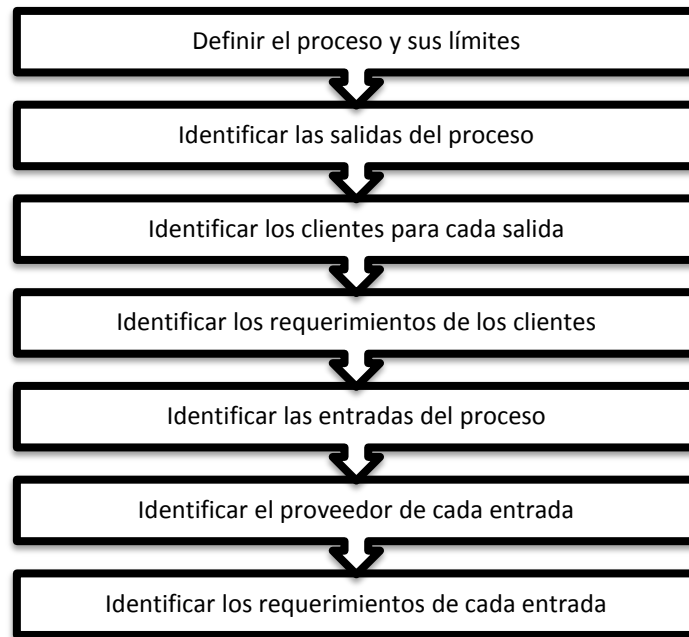 Definir el proceso y sus límites
Identificar las salidas del proceso
Identificar los clientes para cada salida
Identificar los requerimientos de los clientes
Identificar las entradas del proceso
Identificar el proveedor de cada entrada
Identificar los requerimientos de cada entrada